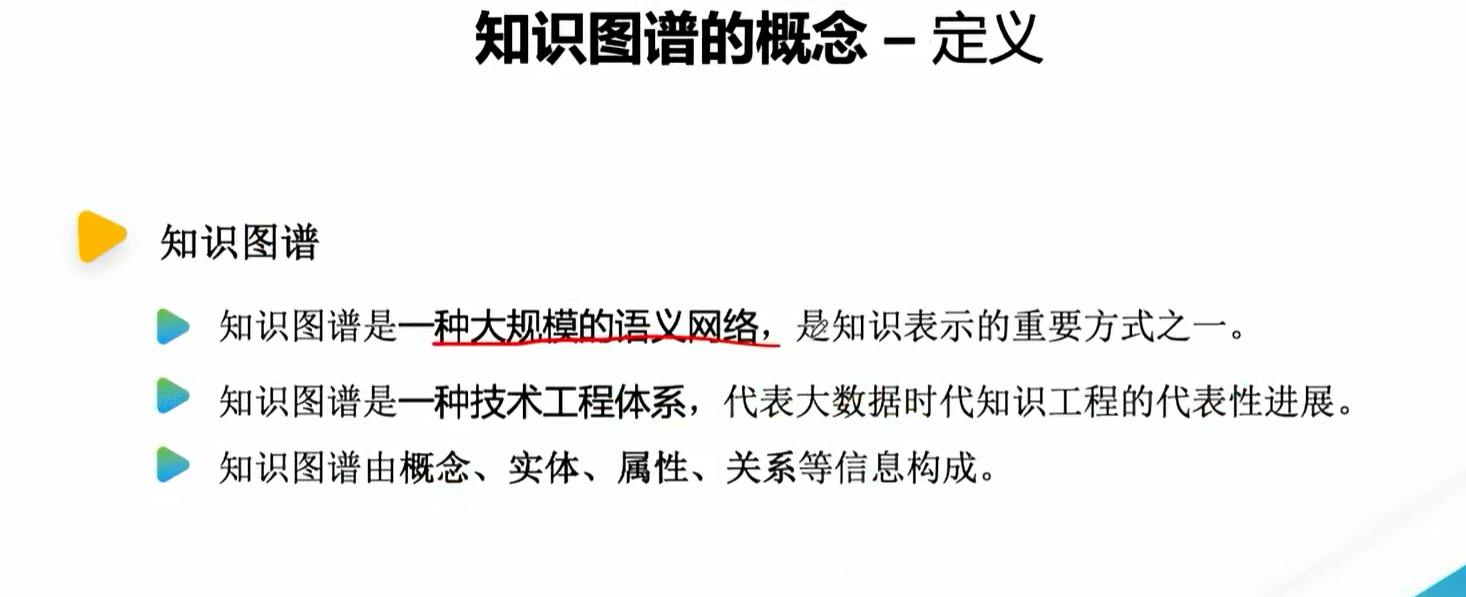 知识图谱的概念 – 定义
知识图谱
知识图谱是一种大规模的语义网络，是知识表示的重要方式之一。
知识图谱是一种技术工程体系，代表大数据时代知识工程的代表性进展。
知识图谱由概念、实体、属性、关系等信息构成。